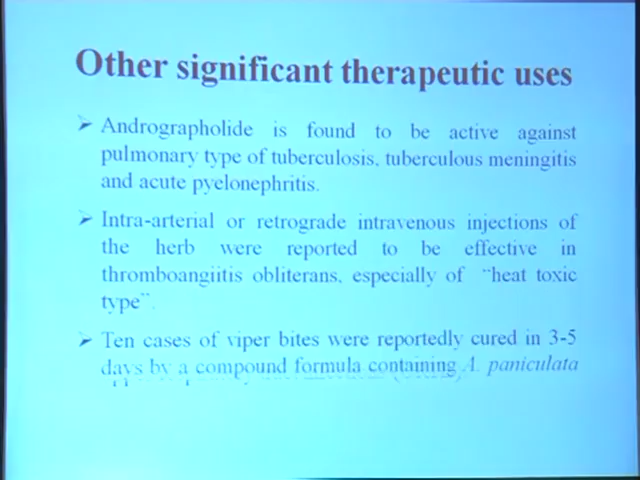 Other significant therapeutic uses
➢ Andrographolide is found to be active against
pulmonary type of tuberculosis, tuberculous meningitis
and acute pyelonephritis.
➢ Intra-arterial or retrograde intravenous injections of
the herb were reported to be effective in
thromboangiitis obliterans, especially of "heat toxic
type".
➢ Ten cases of viper bites were reportedly cured in 3-5
days by a compound formula containing A. paniculata